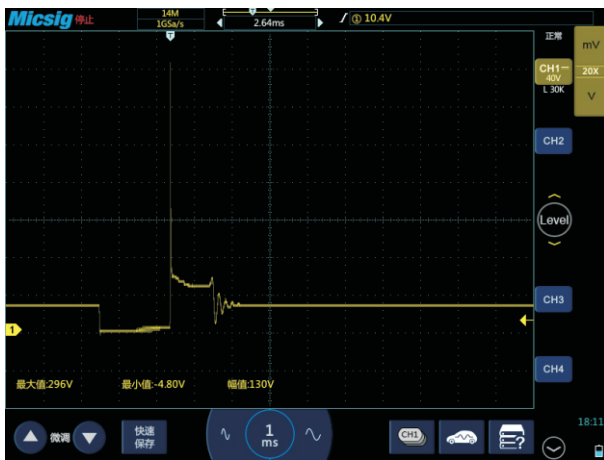 Micsig 停止
14M
1GSa/s
T
2.64ms
① 10.4V
正常
mV
CH1
40V
20X
L 30K
V
CH2
Level
CH3
1
CH4
最大值:296V 最小值:-4.80V 幅值:130V
18:11
微调
快速
保存
1
ms
CH1